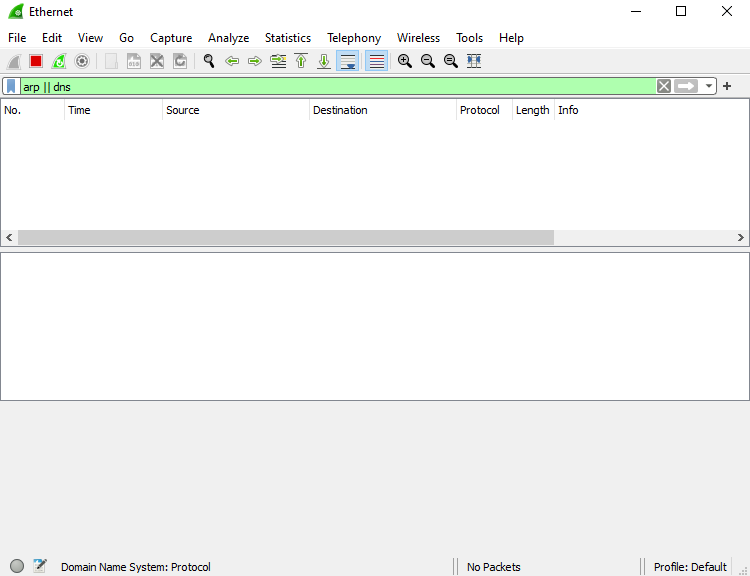 Ethernet
File Edit View Go Capture Analyze Statistics Telephony Wireless Tools Help
arp || dns
No. Time Source Destination Protocol Length Info
Domain Name System: Protocol No Packets Profile: Default